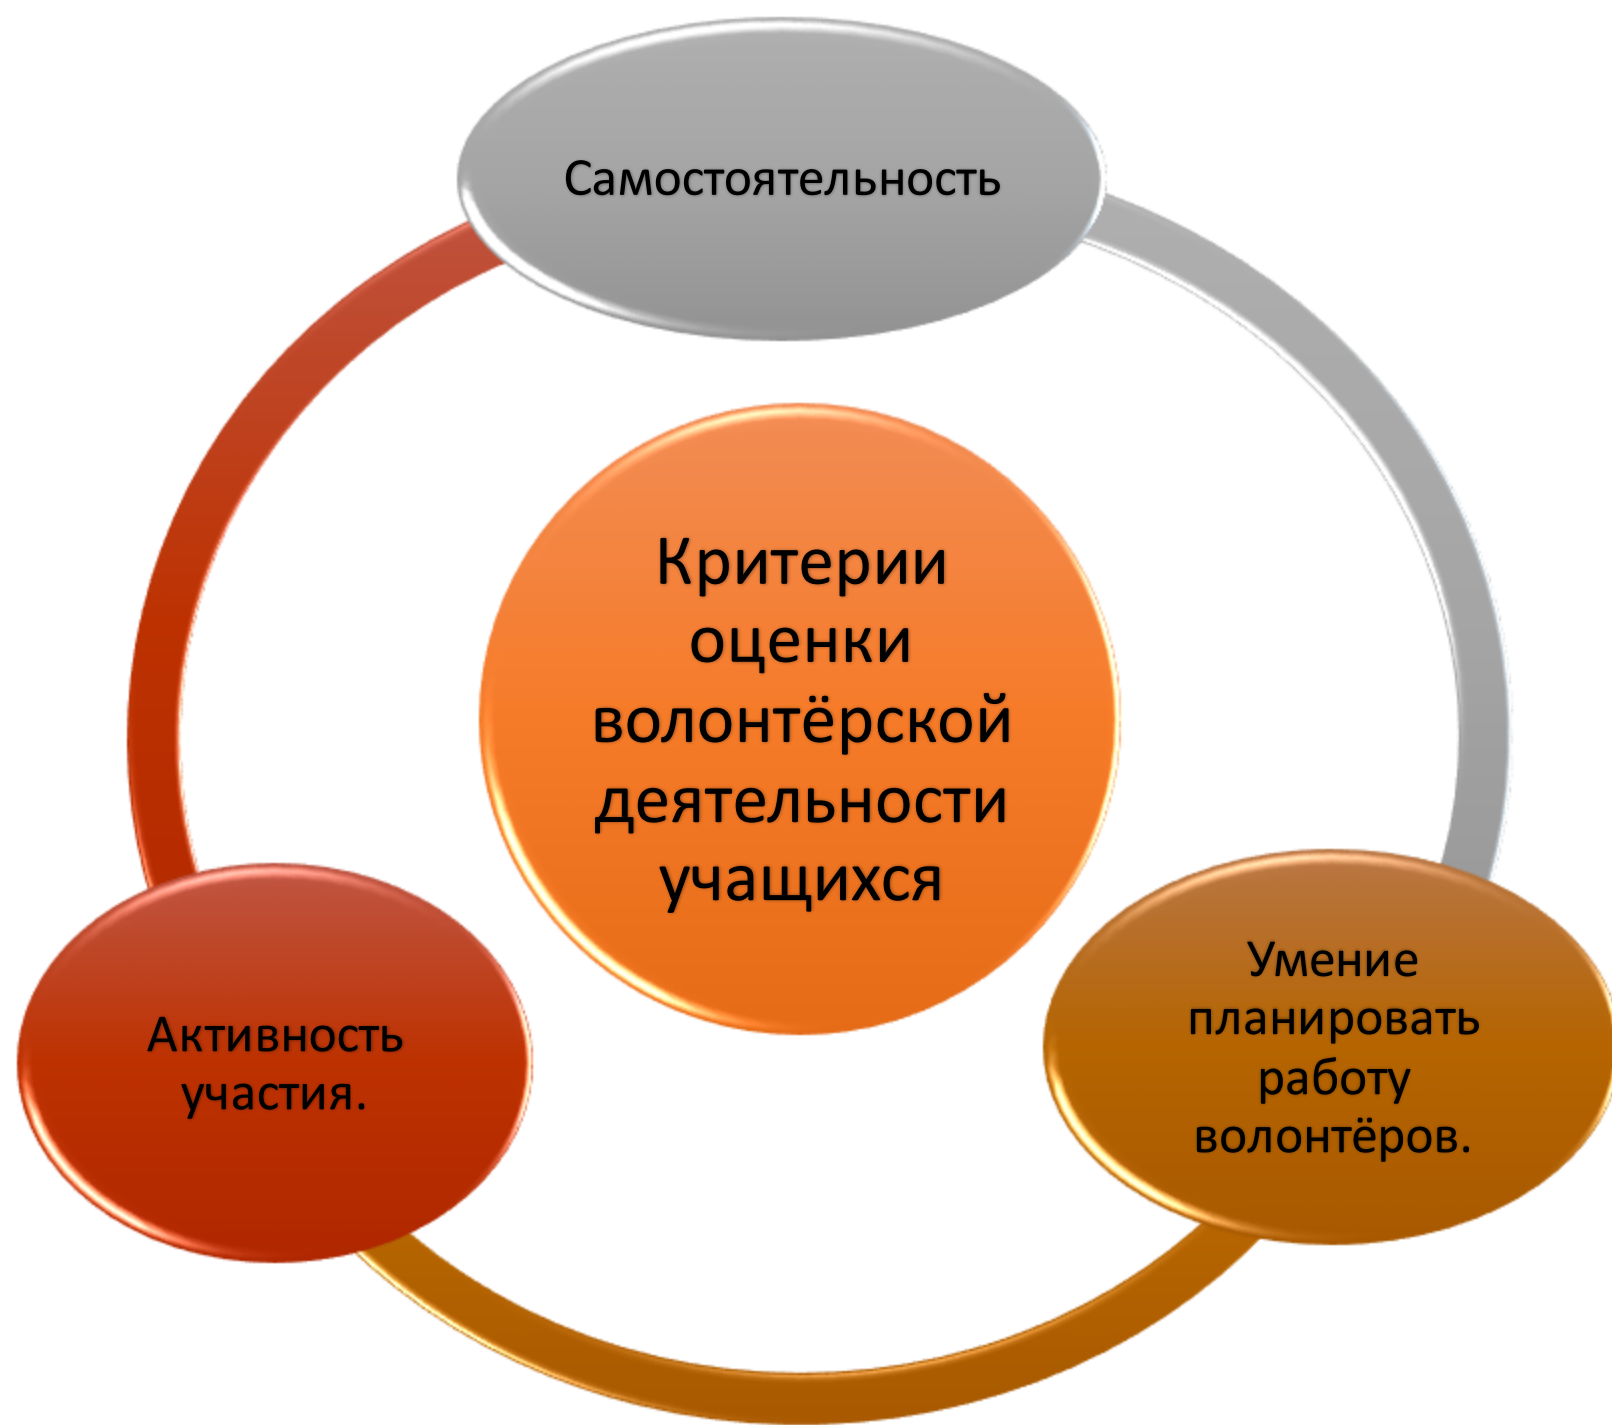 Самостоятельность
Критерии
оценки
волонтёрской
деятельности
учащихся
Умение
планировать
работу
волонтёров.
Активность
участия.